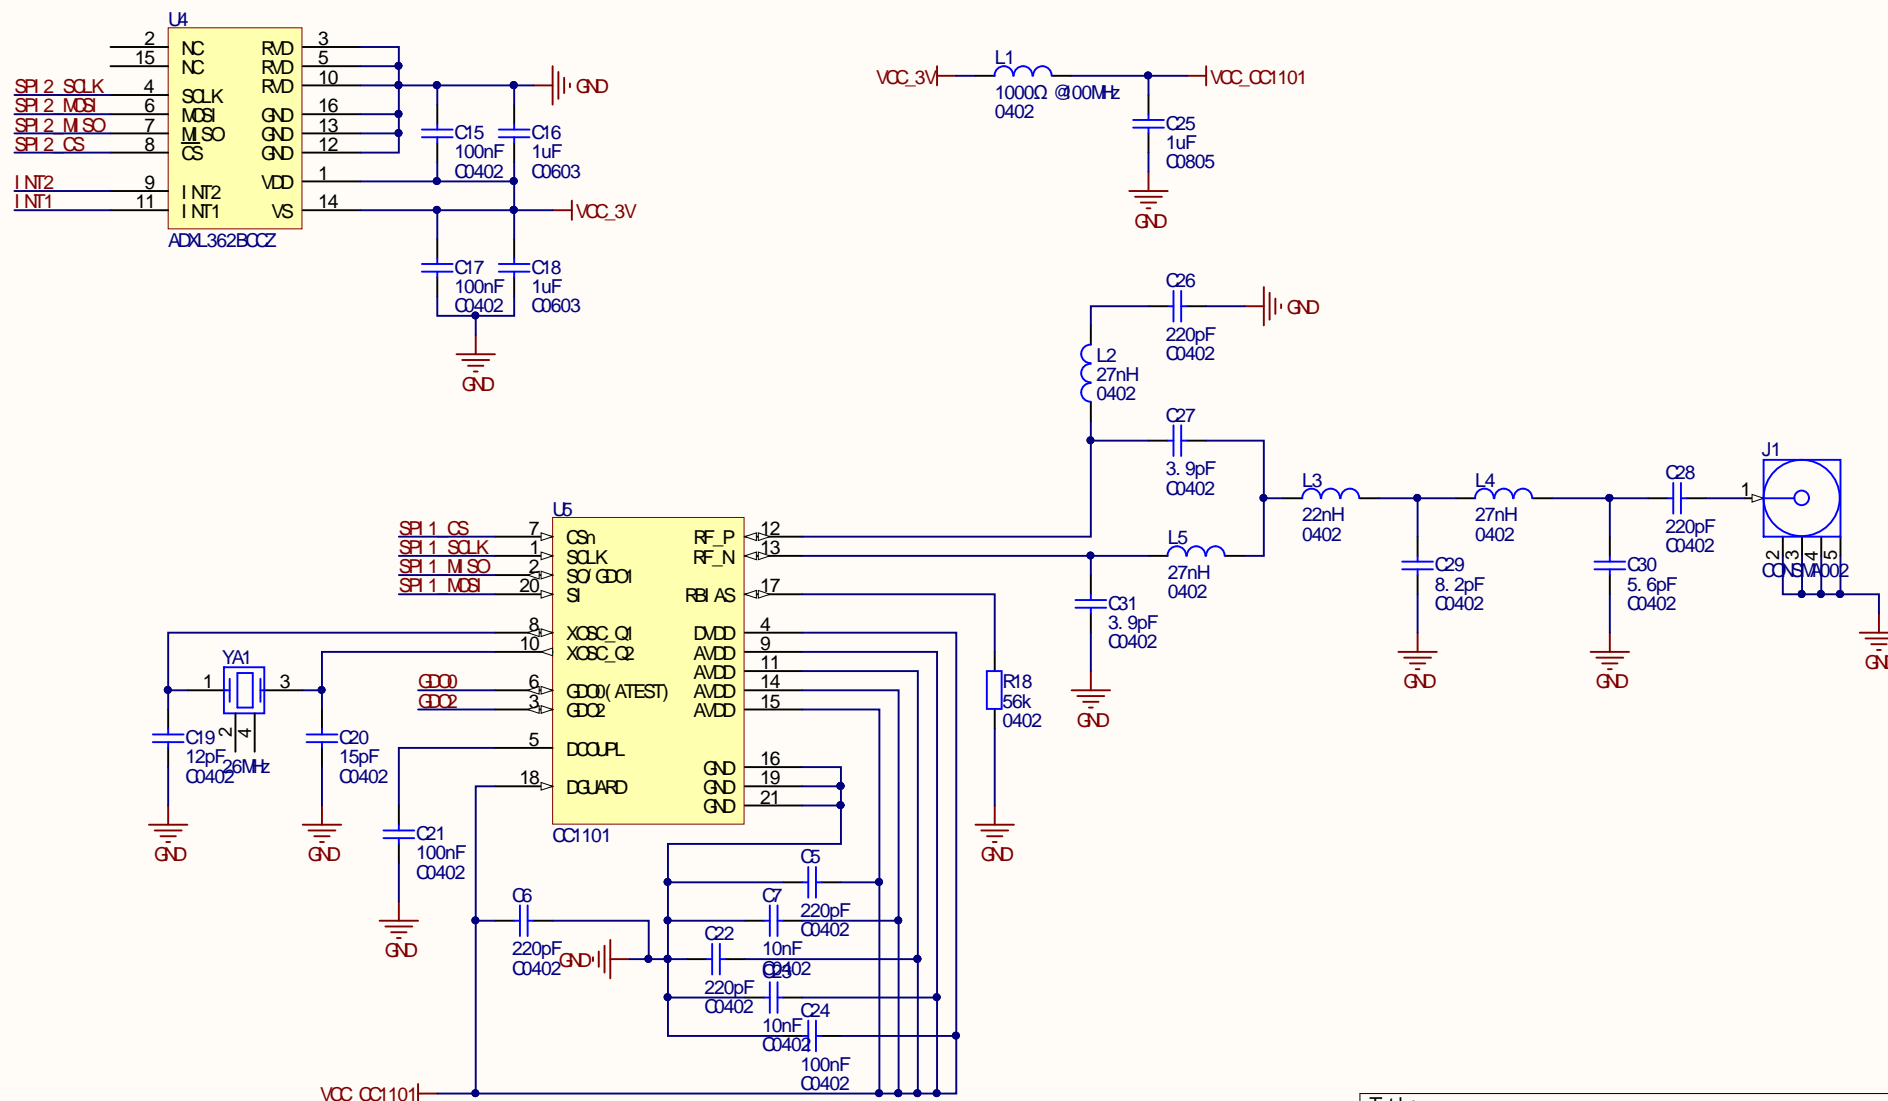 U4
2 NC RVD 3
15 NC RVD 5
RVD 10
SPI2_SCLK 4 SCLK
SPI2_MOSI 6 MOSI GND 16
SPI2_MISO 7 MISO GND 13
SPI2_CS 8 CS GND 12
VDD 1
INT2 9 INT2
INT1 11 INT1 VS 14
ADXL362BCCZ
GND
C15
100nF
C0402
C16
1uF
C0603
VCC_3V
C17
100nF
C0402
C18
1uF
C0603
GND
VCC_3V
L1
1000Ω @100MHz
0402
VCC_CC1101
C25
1uF
C0805
GND
C26
220pF
C0402
GND
L2
27nH
0402
C27
3.9pF
C0402
L3
22nH
0402
L4
27nH
0402
C28
220pF
C0402
J1
1
2 3 4 5
CONSMA002
GND
L5
27nH
0402
C29
8.2pF
C0402
GND
C30
5.6pF
C0402
GND
C31
3.9pF
C0402
GND
U5
SPI1_CS 7 CSn RF_P 12
SPI1_SCLK 1 SCLK RF_N 13
SPI1_MISO 2 SO/GDO1
SPI1_MOSI 20 SI RBIAS 17
8 XOSC_Q1 DVDD 4
10 XOSC_Q2 AVDD 9
AVDD 11
GDO0 6 GDO0(ATEST) AVDD 14
GDO2 3 GDO2 AVDD 15
5 DCOUPL
GND 16
18 DGUARD GND 19
GND 21
CC1101
R18
56k
0402
GND
YA1
1 3
2 4
26MHz
C19
12pF
C0402
GND
C20
15pF
C0402
GND
C21
100nF
C0402
GND
C6
220pF
C0402
GND
C5
220pF
C0402
C7
10nF
C0402
C22
220pF
C0402
C23
10nF
C0402
C24
100nF
C0402
VCC_CC1101